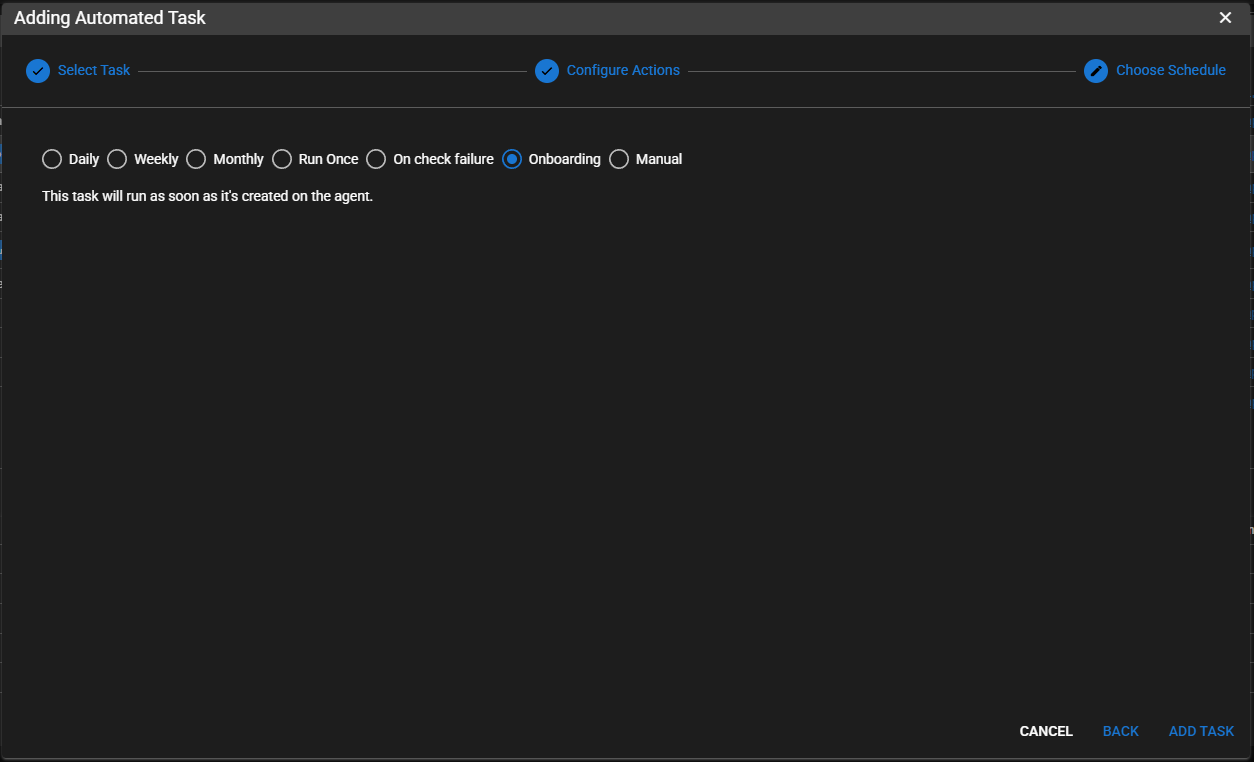 Adding Automated Task
Select Task
Configure Actions
Choose Schedule
Daily Weekly Monthly Run Once On check failure Onboarding Manual
This task will run as soon as it's created on the agent.
CANCEL BACK ADD TASK